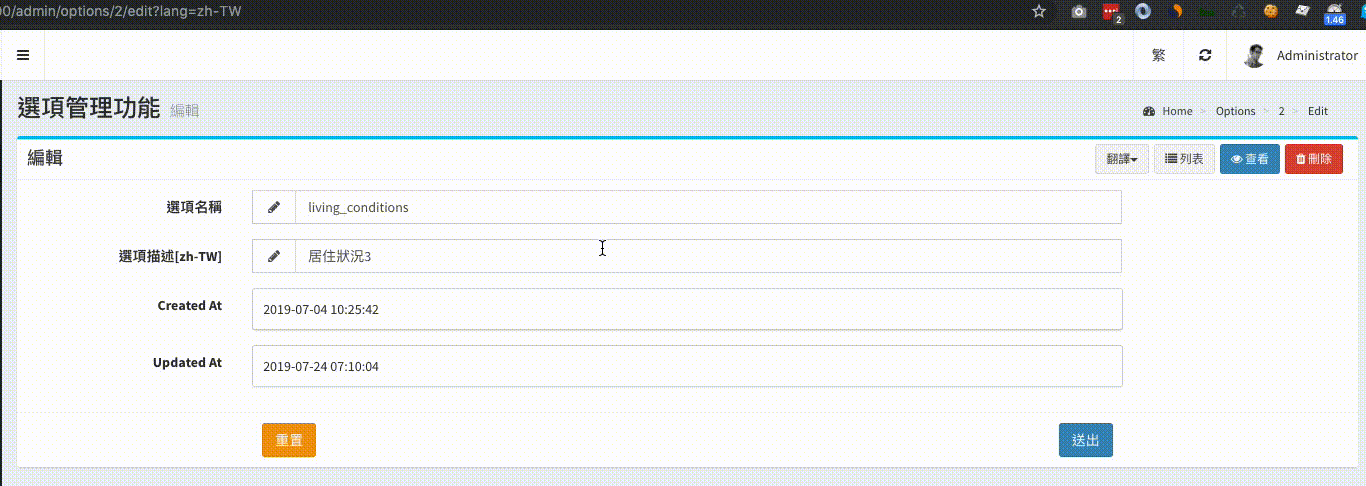 00/admin/options/2/edit?lang=zh-TW
2
1.46
繁
Administrator
選項管理功能 編輯
Home > Options > 2 > Edit
編輯
翻譯 列表 查看 刪除
選項名稱 living_conditions
選項描述[zh-TW] 居住狀況3
Created At 2019-07-04 10:25:42
Updated At 2019-07-24 07:10:04
重置 送出